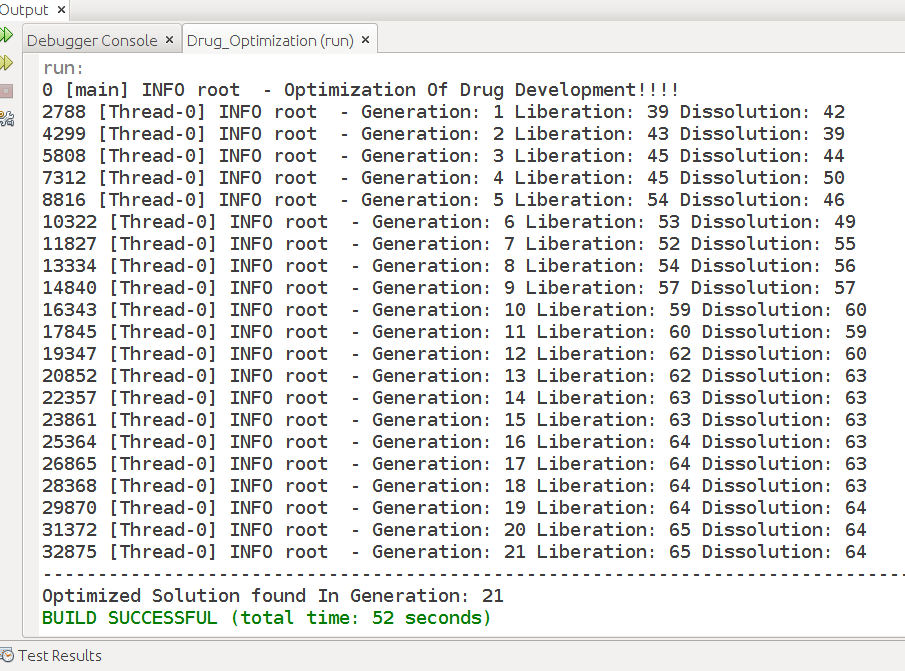 Output ×
Debugger Console × Drug_Optimization (run) ×
run:
0 [main] INFO root  - Optimization Of Drug Development!!!!
2788 [Thread-0] INFO root  - Generation: 1 Liberation: 39 Dissolution: 42
4299 [Thread-0] INFO root  - Generation: 2 Liberation: 43 Dissolution: 39
5808 [Thread-0] INFO root  - Generation: 3 Liberation: 45 Dissolution: 44
7312 [Thread-0] INFO root  - Generation: 4 Liberation: 45 Dissolution: 50
8816 [Thread-0] INFO root  - Generation: 5 Liberation: 54 Dissolution: 46
10322 [Thread-0] INFO root  - Generation: 6 Liberation: 53 Dissolution: 49
11827 [Thread-0] INFO root  - Generation: 7 Liberation: 52 Dissolution: 55
13334 [Thread-0] INFO root  - Generation: 8 Liberation: 54 Dissolution: 56
14840 [Thread-0] INFO root  - Generation: 9 Liberation: 57 Dissolution: 57
16343 [Thread-0] INFO root  - Generation: 10 Liberation: 59 Dissolution: 60
17845 [Thread-0] INFO root  - Generation: 11 Liberation: 60 Dissolution: 59
19347 [Thread-0] INFO root  - Generation: 12 Liberation: 62 Dissolution: 60
20852 [Thread-0] INFO root  - Generation: 13 Liberation: 62 Dissolution: 63
22357 [Thread-0] INFO root  - Generation: 14 Liberation: 63 Dissolution: 63
23861 [Thread-0] INFO root  - Generation: 15 Liberation: 63 Dissolution: 63
25364 [Thread-0] INFO root  - Generation: 16 Liberation: 64 Dissolution: 63
26865 [Thread-0] INFO root  - Generation: 17 Liberation: 64 Dissolution: 63
28368 [Thread-0] INFO root  - Generation: 18 Liberation: 64 Dissolution: 63
29870 [Thread-0] INFO root  - Generation: 19 Liberation: 64 Dissolution: 64
31372 [Thread-0] INFO root  - Generation: 20 Liberation: 65 Dissolution: 64
32875 [Thread-0] INFO root  - Generation: 21 Liberation: 65 Dissolution: 64
-------------------------------------------------------------------------------
Optimized Solution found In Generation: 21
BUILD SUCCESSFUL (total time: 52 seconds)
Test Results